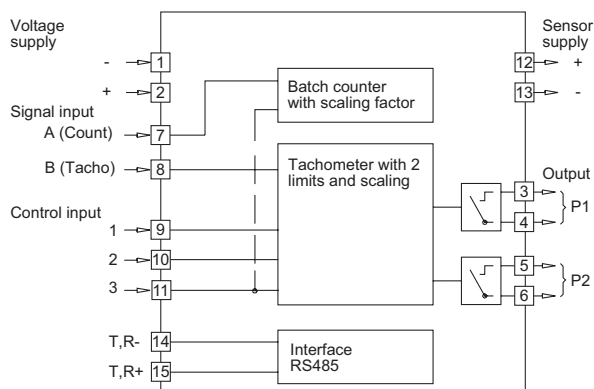 Voltage
supply
- 1
+ 2
Signal input
A (Count) 7
B (Tacho) 8
Control input
1 9
2 10
3 11
T,R- 14
T,R+ 15
Batch counter
with scaling factor
Tachometer with 2
limits and scaling
Interface
RS485
Sensor
supply
12 +
13 -
Output
3
4
P1
5
6
P2